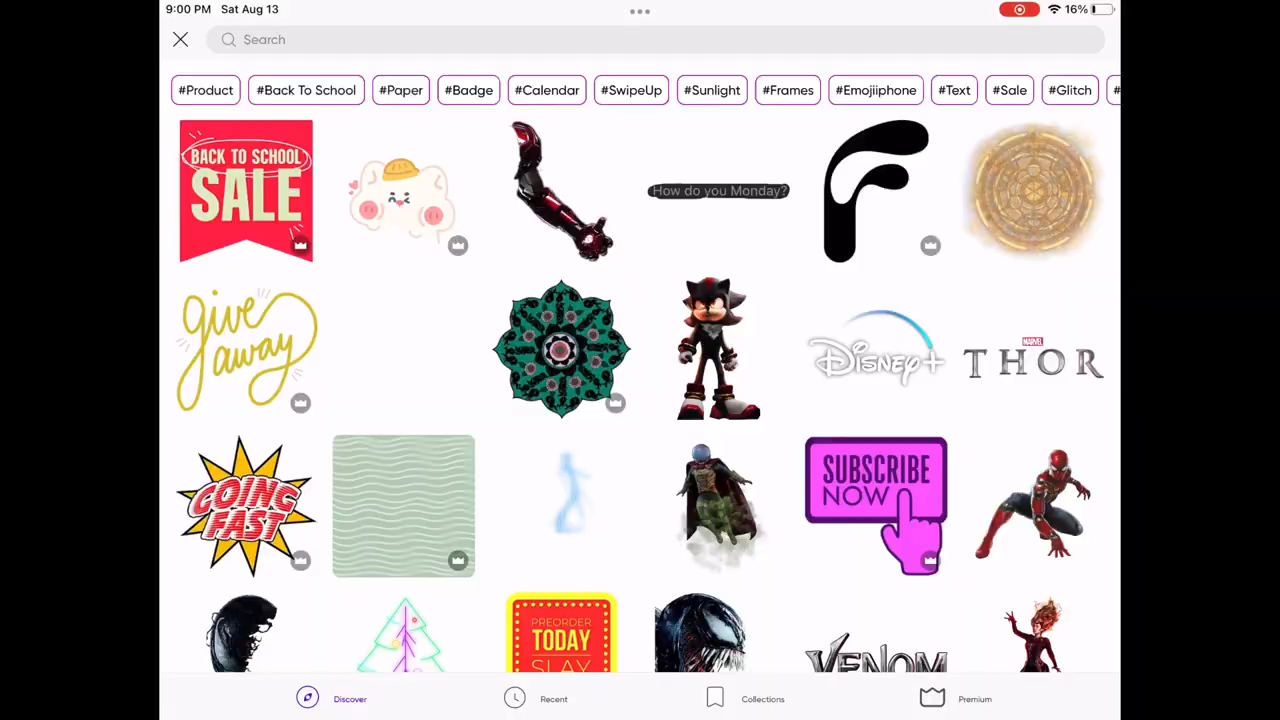 9:00 PM Sat Aug 13
16%
Search
#Product
#Back To School
#Paper
#Badge
#Calendar
#SwipeUp
#Sunlight
#Frames
#Emojiiphone
#Text
#Sale
#Glitch
#
BACK TO SCHOOL
SALE
How do you Monday?
give
away
Disney+
MARVEL
THOR
GOING
FAST
SUBSCRIBE
NOW
PREORDER
TODAY
SLAY
VENOM
Discover
Recent
Collections
Premium